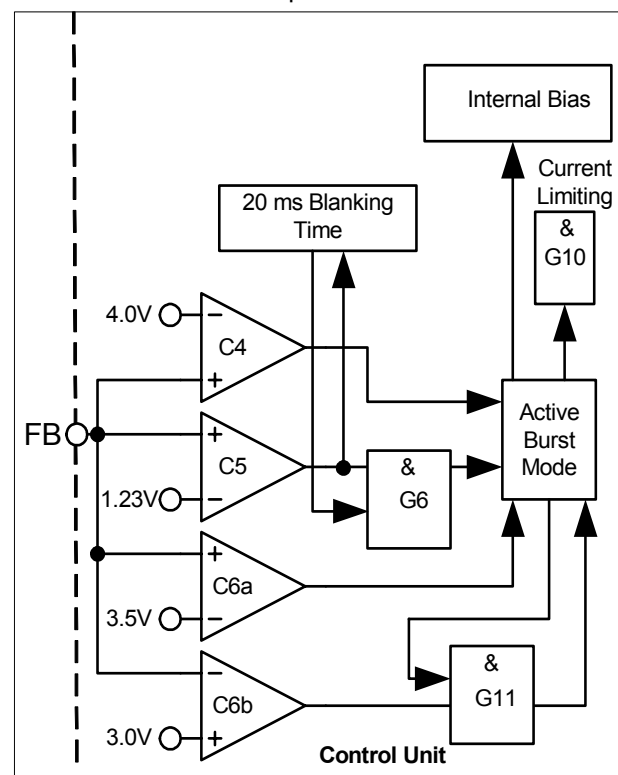 Internal Bias
Current
Limiting
&
G10
20 ms Blanking
Time
4.0V
−
C4
+
FB
+
C5
−
1.23V
&
G6
Active
Burst
Mode
+
C6a
−
3.5V
−
C6b
+
3.0V
&
G11
Control Unit